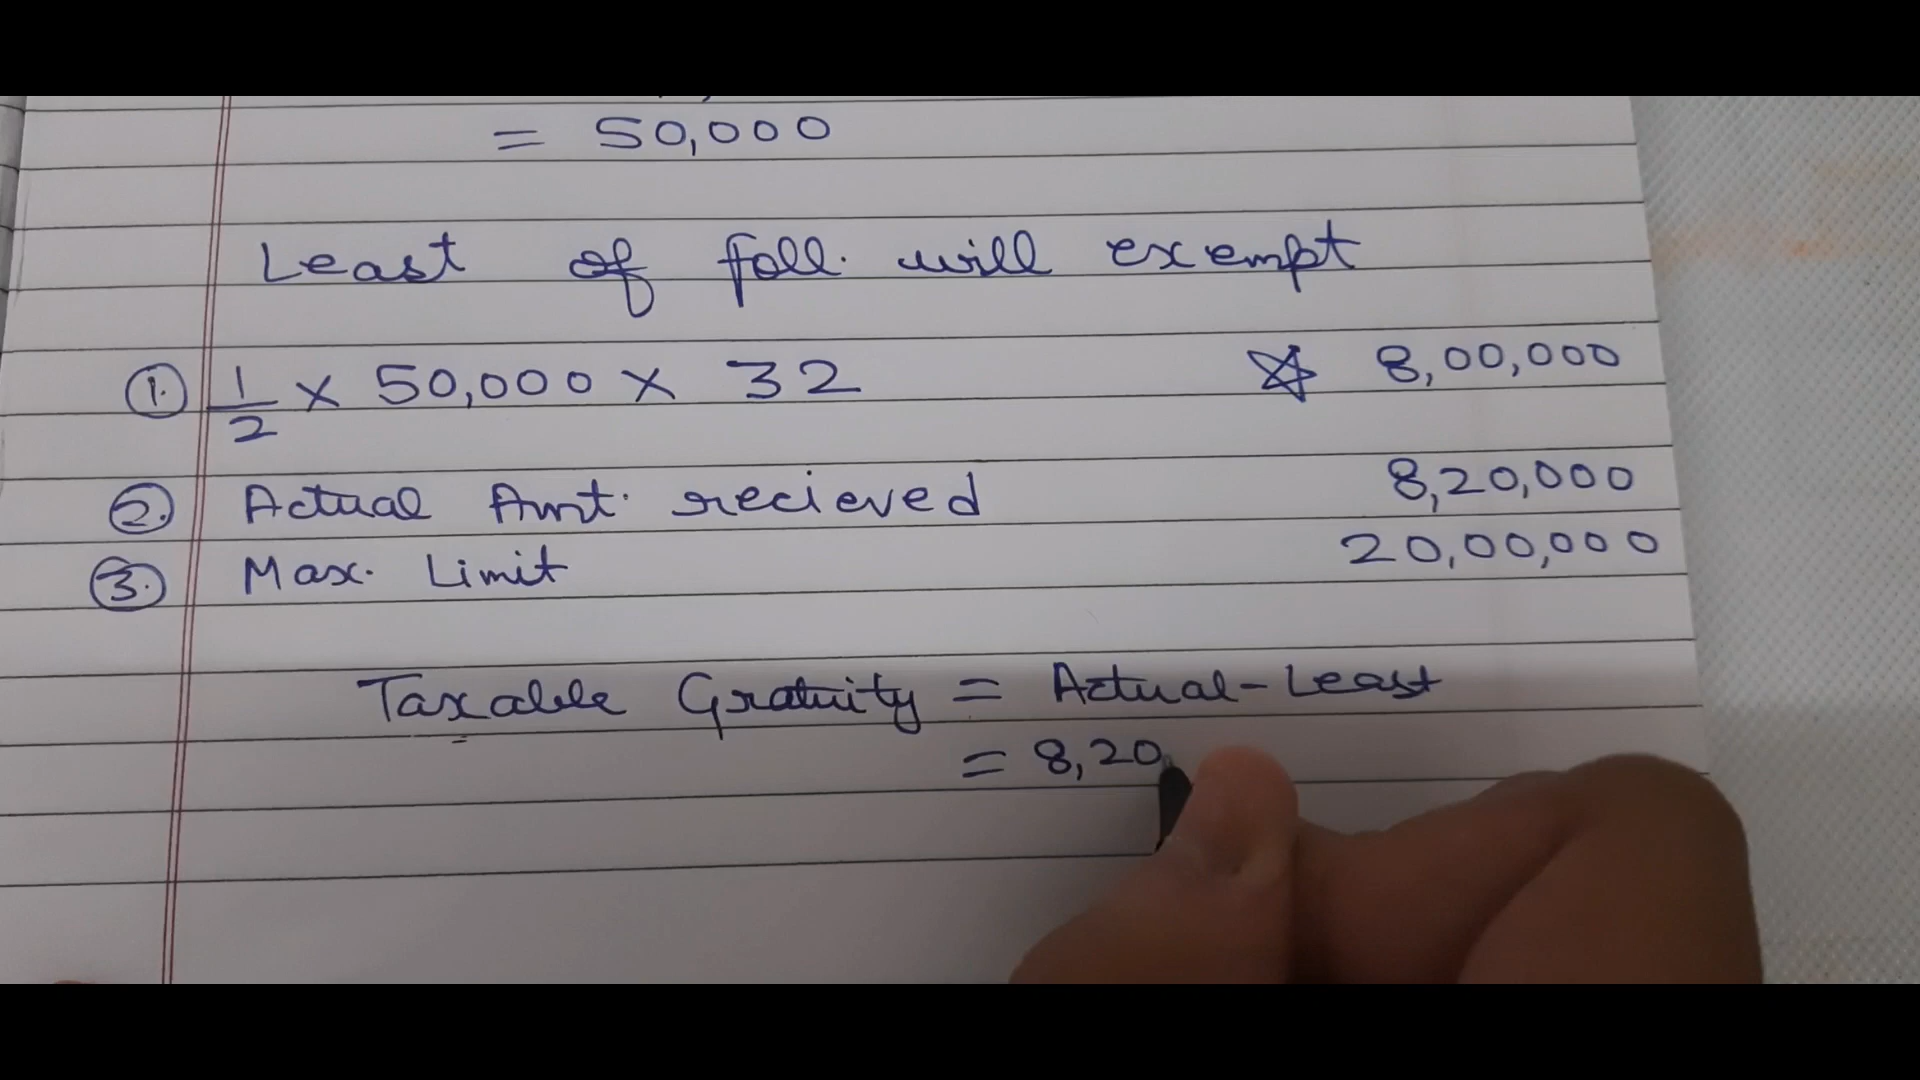 = 50,000
Least of foll. will exempt
1. 1/2 x 50,000 x 32 ☆ 8,00,000
2. Actual Amt. recieved 8,20,000
3. Max. Limit 20,00,000
Taxable Gratuity = Actual - Least
= 8,20